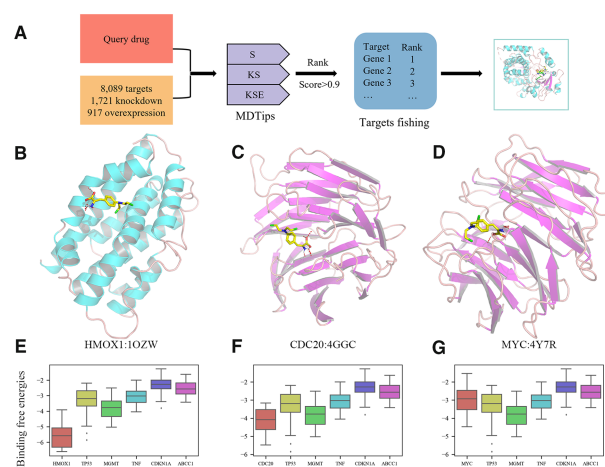 A
Query drug
8,089 targets
1,721 knockdown
917 overexpression
S
KS
KSE
MDTips
Rank
Score>0.9
Target Rank
Gene 1 1
Gene 2 2
Gene 3 3
... ...
Targets fishing
B
C
D
HMOX1:1OZW
CDC20:4GGC
MYC:4Y7R
E
F
G
Binding free energies
-2
-3
-4
-5
-6
HMOX1 TP53 MGMT TNF CDKN1A ABCC1
-2
-3
-4
-5
CDC20 TP53 MGMT TNF CDKN1A ABCC1
-2
-3
-4
-5
MYC TP53 MGMT TNF CDKN1A ABCC1